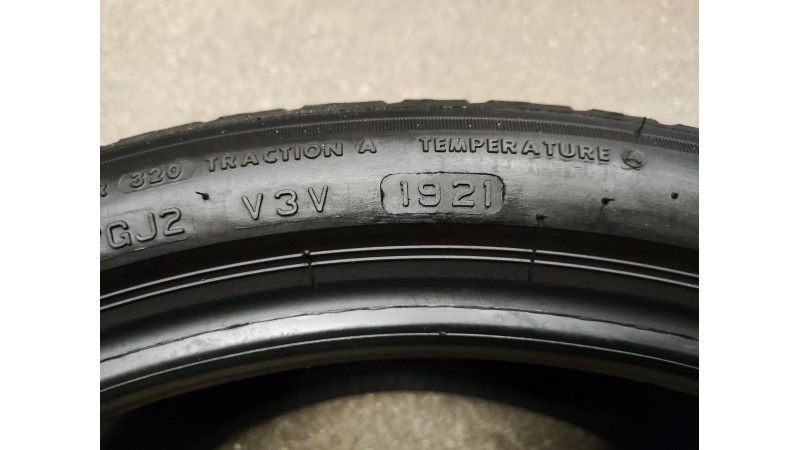 R 320 TRACTION A TEMPERATURE A
GJ2 V3V 1921